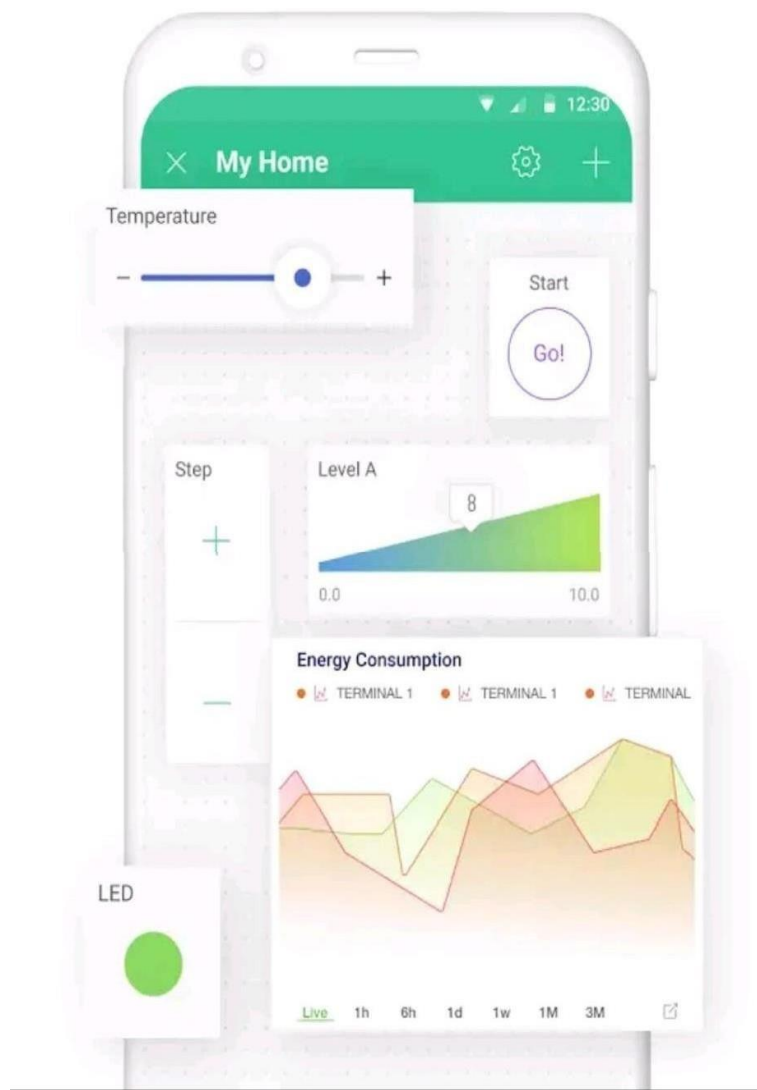 12:30
My Home
Temperature
− +
Start
Go!
Step
+
−
Level A
8
0.0 10.0
Energy Consumption
TERMINAL 1 TERMINAL 1 TERMINAL
LED
Live 1h 6h 1d 1w 1M 3M